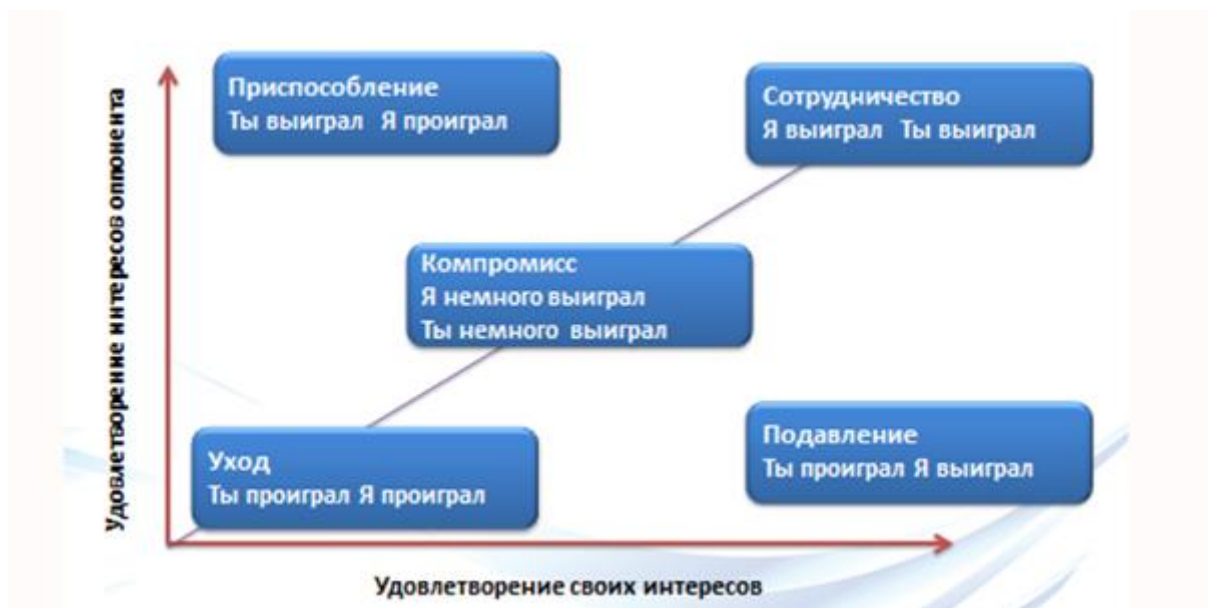 Удовлетворение интересов оппонента
Приспособление
Ты выиграл Я проиграл
Сотрудничество
Я выиграл Ты выиграл
Компромисс
Я немного выиграл
Ты немного выиграл
Уход
Ты проиграл Я проиграл
Подавление
Ты проиграл Я выиграл
Удовлетворение своих интересов